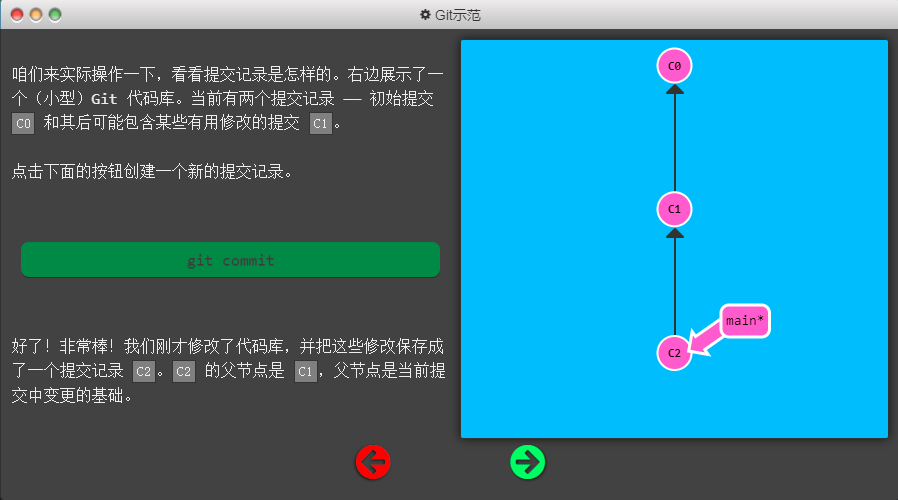 Git示范
咱们来实际操作一下，看看提交记录是怎样的。右边展示了一
个（小型）Git 代码库。当前有两个提交记录 —— 初始提交
C0 和其后可能包含某些有用修改的提交 C1。
点击下面的按钮创建一个新的提交记录。
git commit
好了！非常棒！我们刚才修改了代码库，并把这些修改保存成
了一个提交记录 C2。C2 的父节点是 C1，父节点是当前提
交中变更的基础。
C0
C1
main*
C2